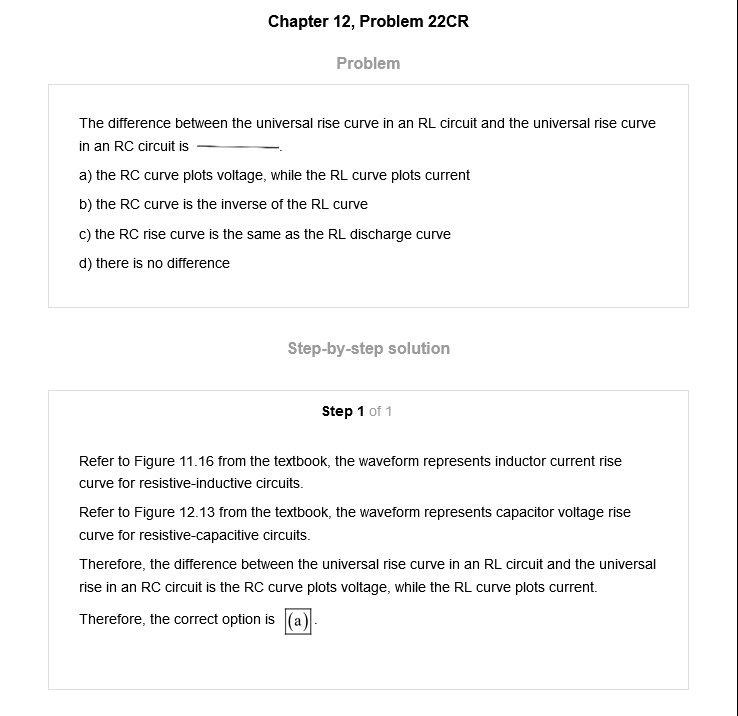 Chapter 12, Problem 22CR
Problem
The difference between the universal rise curve in an RL circuit and the universal rise curve
in an RC circuit is ____________.
a) the RC curve plots voltage, while the RL curve plots current
b) the RC curve is the inverse of the RL curve
c) the RC rise curve is the same as the RL discharge curve
d) there is no difference
Step-by-step solution
Step 1 of 1
Refer to Figure 11.16 from the textbook, the waveform represents inductor current rise
curve for resistive-inductive circuits.
Refer to Figure 12.13 from the textbook, the waveform represents capacitor voltage rise
curve for resistive-capacitive circuits.
Therefore, the difference between the universal rise curve in an RL circuit and the universal
rise in an RC circuit is the RC curve plots voltage, while the RL curve plots current.
Therefore, the correct option is (a).